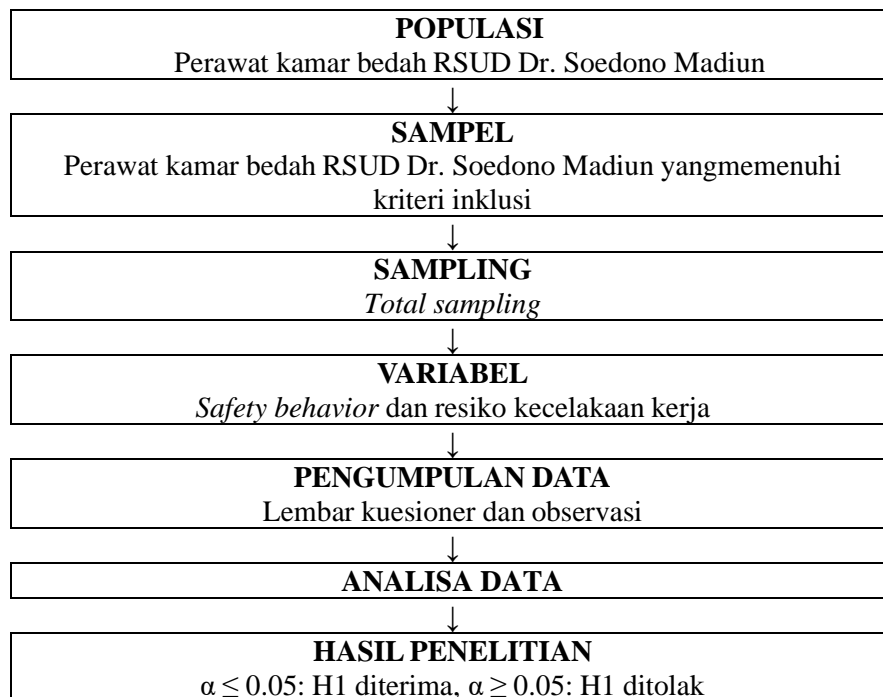 POPULASI
Perawat kamar bedah RSUD Dr. Soedono Madiun
↓
SAMPEL
Perawat kamar bedah RSUD Dr. Soedono Madiun yangmemenuhi
kriteri inklusi
↓
SAMPLING
Total sampling
↓
VARIABEL
Safety behavior dan resiko kecelakaan kerja
↓
PENGUMPULAN DATA
Lembar kuesioner dan observasi
↓
ANALISA DATA
↓
HASIL PENELITIAN
α ≤ 0.05: H1 diterima, α ≥ 0.05: H1 ditolak